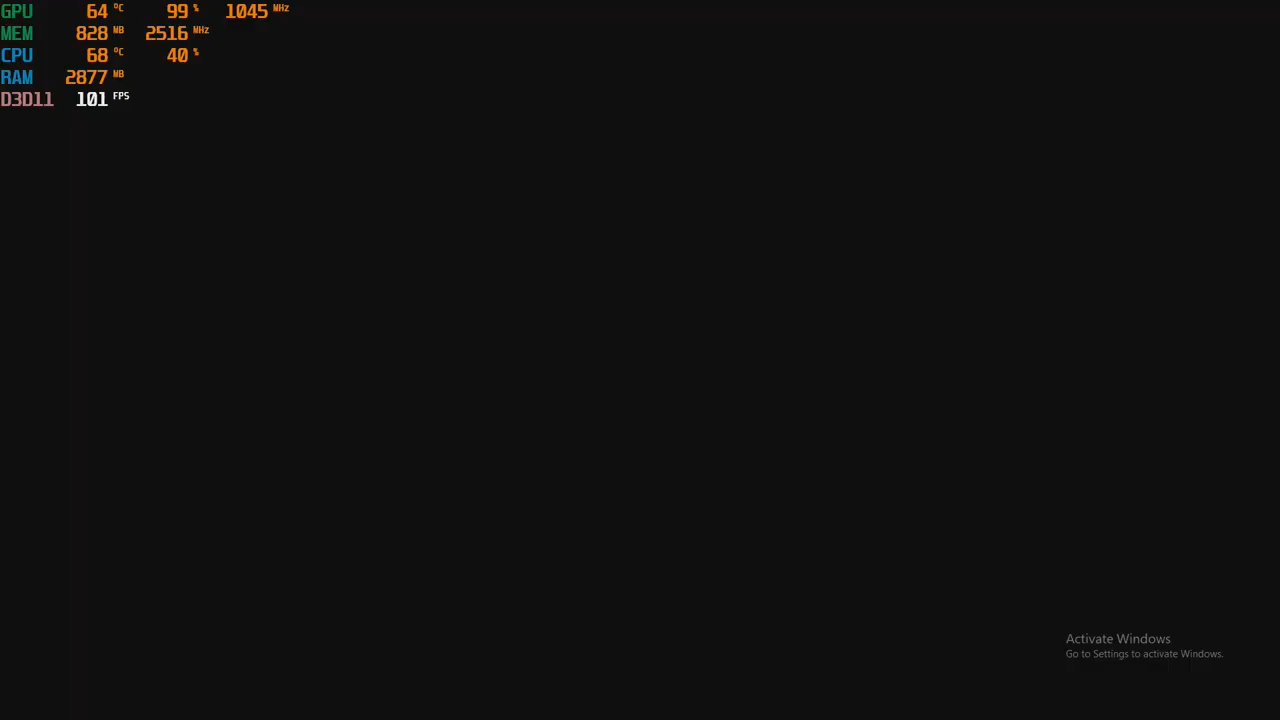 GPU 64 °C 99 % 1045 MHz
MEM 828 MB 2516 MHz
CPU 68 °C 40 %
RAM 2877 MB
D3D11 101 FPS
Activate Windows
Go to Settings to activate Windows.